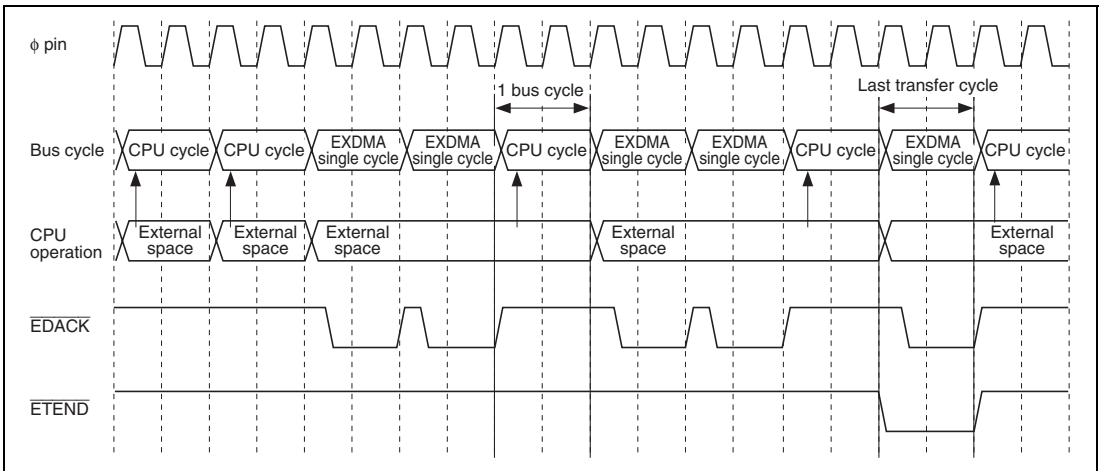 ϕ pin
1 bus cycle
Last transfer cycle
Bus cycle
CPU cycle
CPU cycle
EXDMA
single cycle
EXDMA
single cycle
CPU cycle
EXDMA
single cycle
EXDMA
single cycle
CPU cycle
EXDMA
single cycle
CPU cycle
CPU
operation
External
space
External
space
External
space
External
space
External
space
EDACK
ETEND